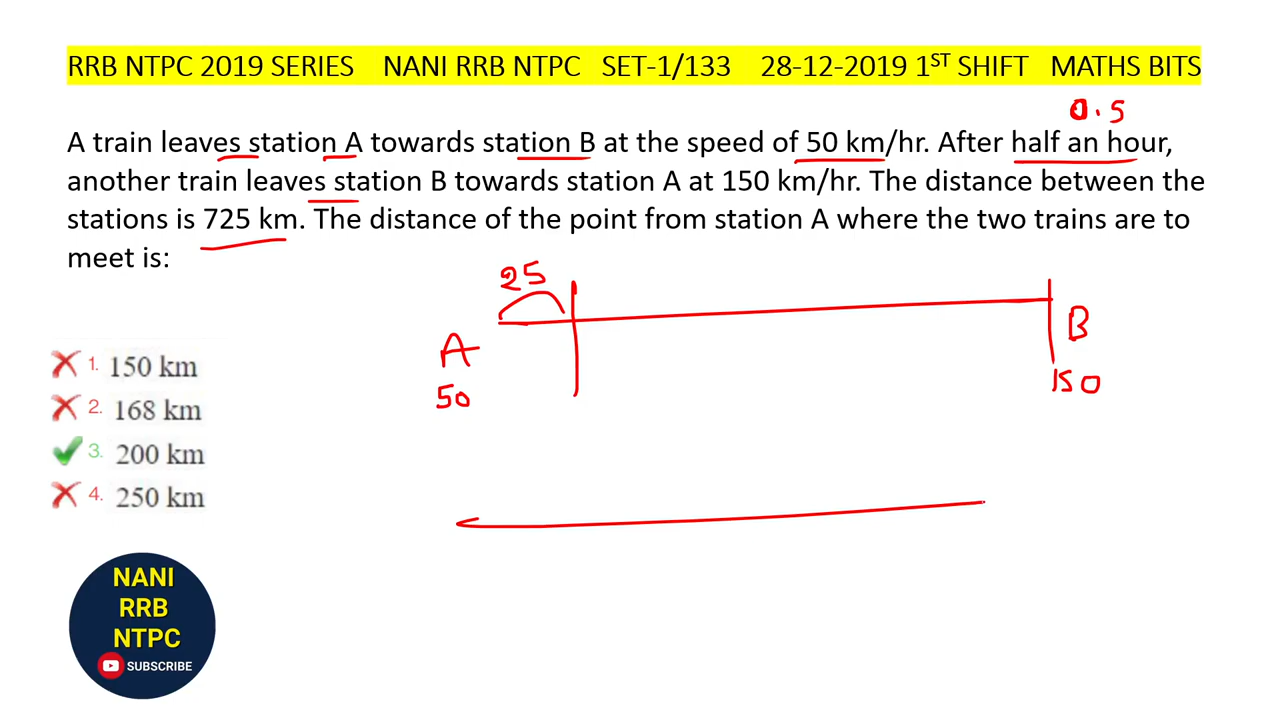 RRB NTPC 2019 SERIES NANI RRB NTPC SET-1/133 28-12-2019 1ST SHIFT MATHS BITS
0.5
A train leaves station A towards station B at the speed of 50 km/hr. After half an hour,
another train leaves station B towards station A at 150 km/hr. The distance between the
stations is 725 km. The distance of the point from station A where the two trains are to
meet is:
25
A
50
B
150
1. 150 km
2. 168 km
3. 200 km
4. 250 km
NANI
RRB
NTPC
SUBSCRIBE